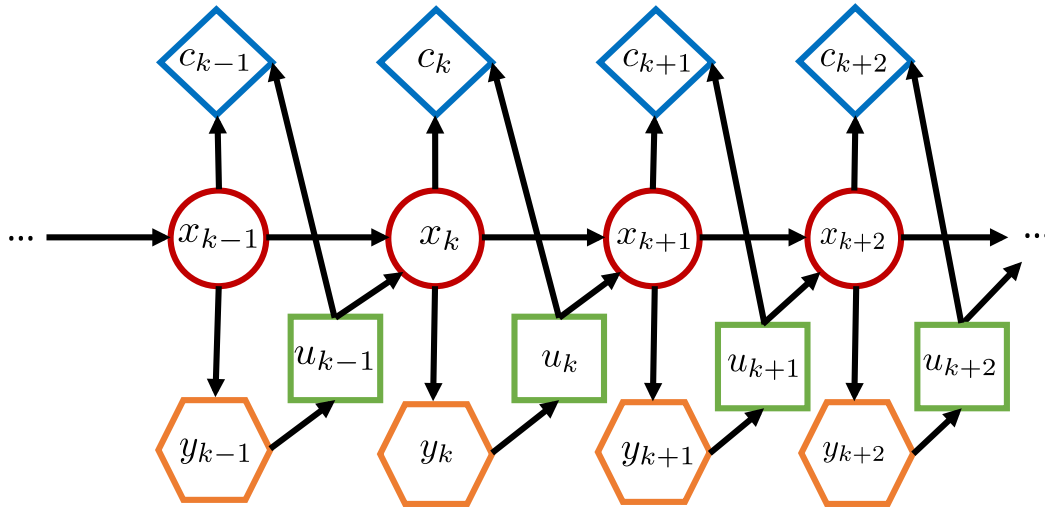 c_{k-1} c_k c_{k+1} c_{k+2}
... x_{k-1} x_k x_{k+1} x_{k+2} ...
u_{k-1} u_k u_{k+1} u_{k+2}
y_{k-1} y_k y_{k+1} y_{k+2}